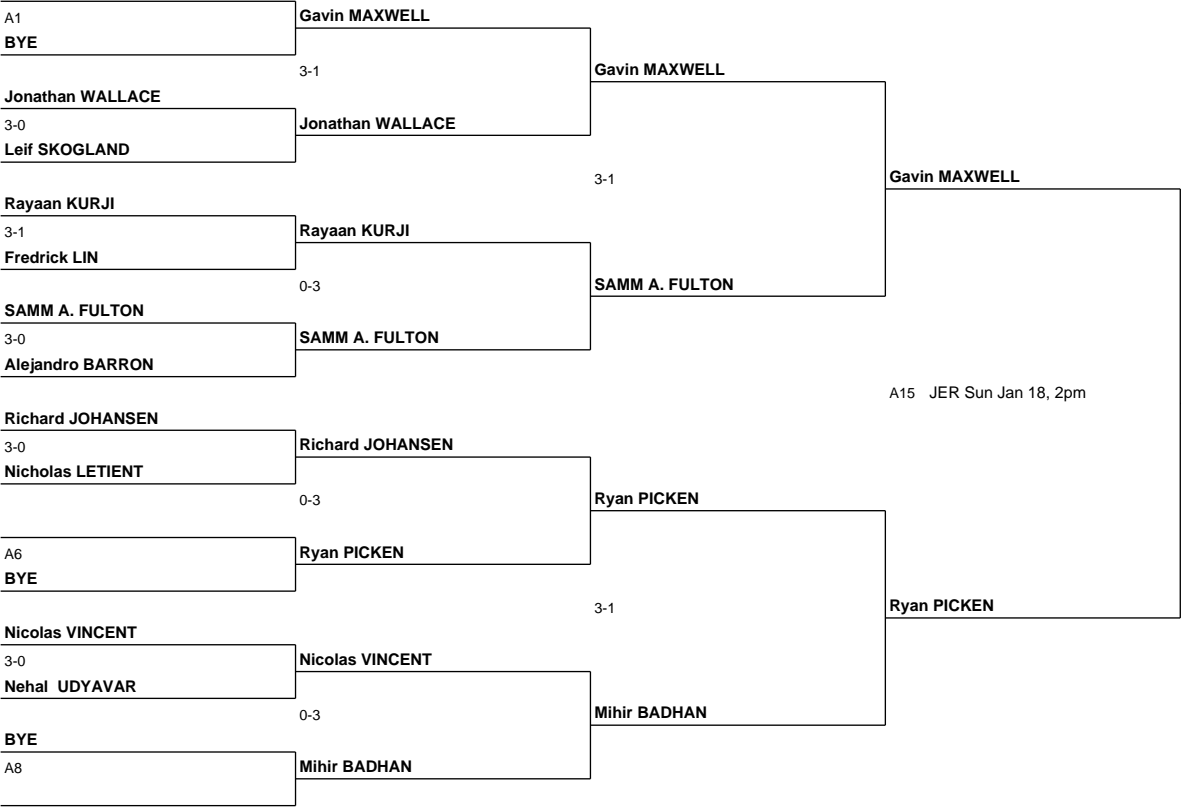 A1
BYE
Gavin MAXWELL
3-1
Gavin MAXWELL
Jonathan WALLACE
3-0
Leif SKOGLAND
Jonathan WALLACE
3-1
Gavin MAXWELL
Rayaan KURJI
3-1
Fredrick LIN
Rayaan KURJI
0-3
SAMM A. FULTON
SAMM A. FULTON
3-0
Alejandro BARRON
SAMM A. FULTON
A15 JER Sun Jan 18, 2pm
Richard JOHANSEN
3-0
Nicholas LETIENT
Richard JOHANSEN
0-3
Ryan PICKEN
A6
BYE
Ryan PICKEN
3-1
Ryan PICKEN
Nicolas VINCENT
3-0
Nehal UDYAVAR
Nicolas VINCENT
0-3
Mihir BADHAN
BYE
A8
Mihir BADHAN